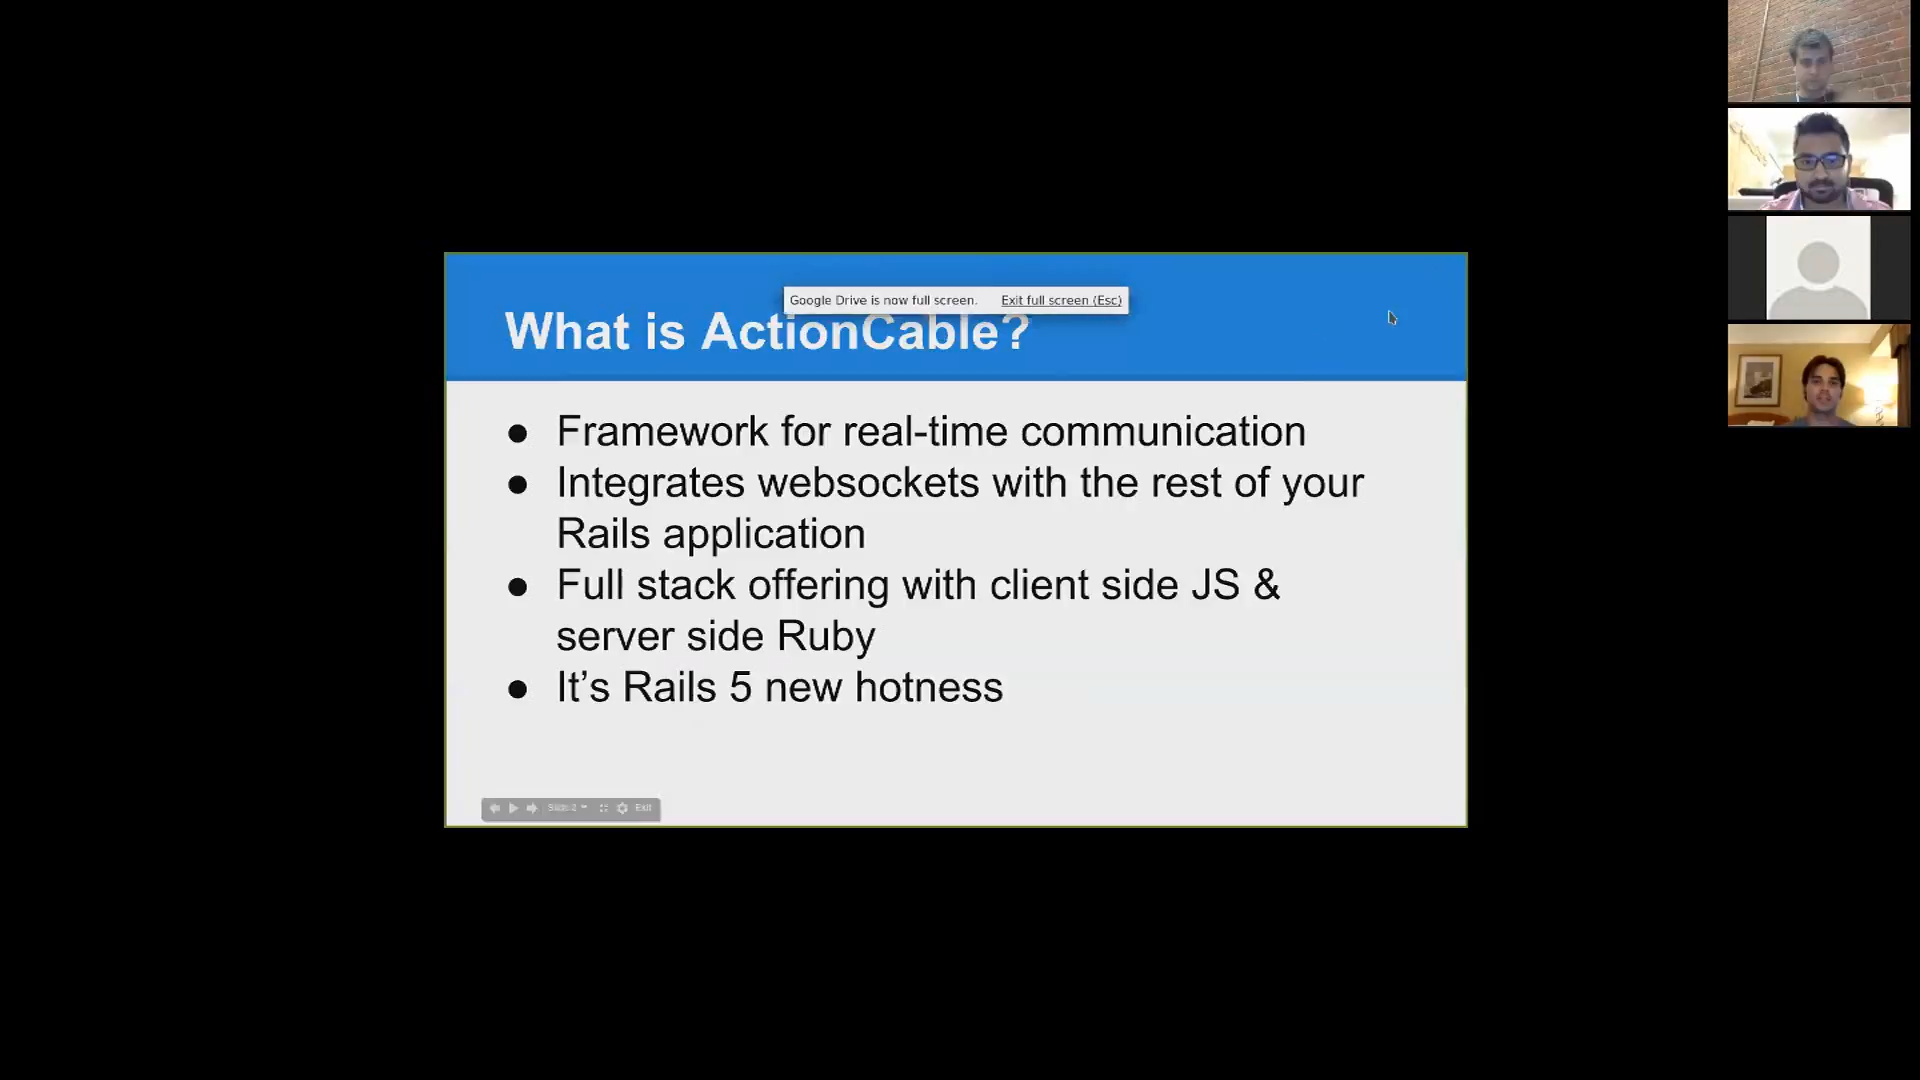 Google Drive is now full screen. Exit full screen (Esc)
What is ActionCable?
● Framework for real-time communication
● Integrates websockets with the rest of your
Rails application
● Full stack offering with client side JS &
server side Ruby
● It's Rails 5 new hotness
Slide 2 Exit